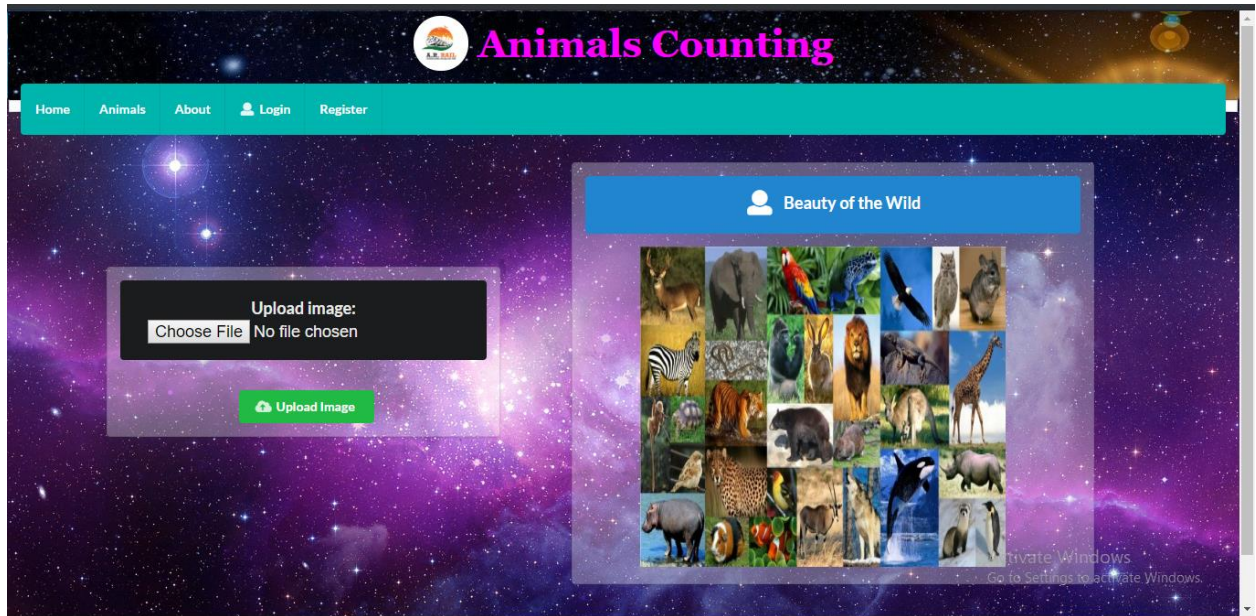 Animals Counting
Home Animals About Login Register
Beauty of the Wild
Upload image:
Choose File No file chosen
Upload Image
Activate Windows
Go to Settings to activate Windows.